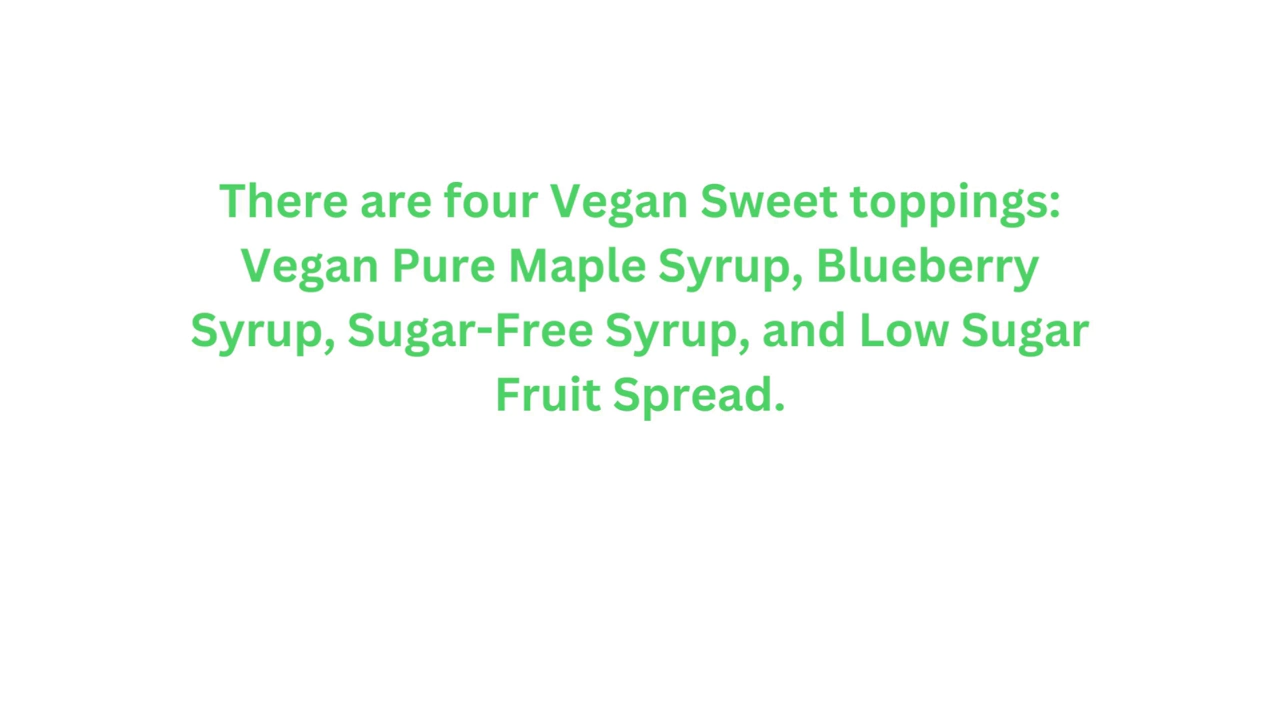 There are four Vegan Sweet toppings:
Vegan Pure Maple Syrup, Blueberry
Syrup, Sugar-Free Syrup, and Low Sugar
Fruit Spread.